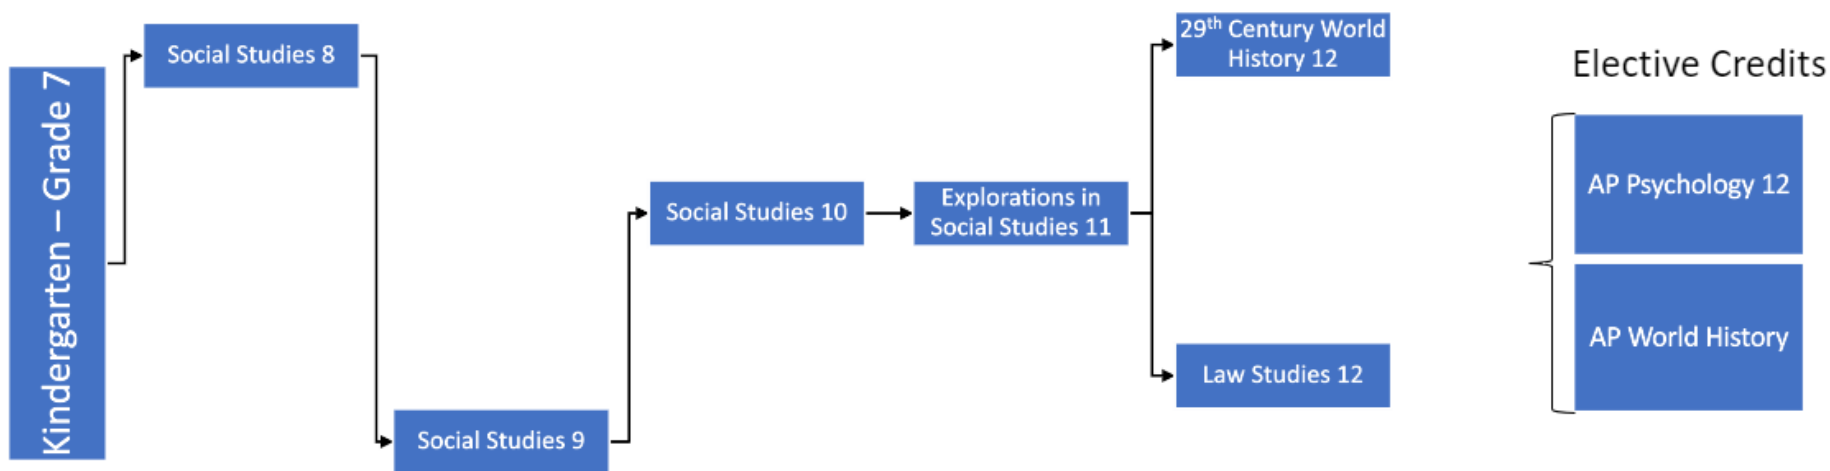 Kindergarten – Grade 7
Social Studies 8
Social Studies 9
Social Studies 10
Explorations in
Social Studies 11
29th Century World
History 12
Law Studies 12
Elective Credits
AP Psychology 12
AP World History